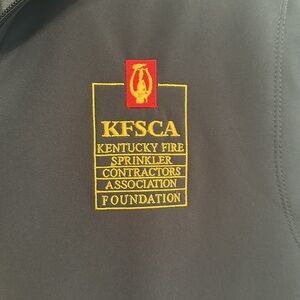 KFSCA
KENTUCKY FIRE
SPRINKLER
CONTRACTORS
ASSOCIATION
FOUNDATION